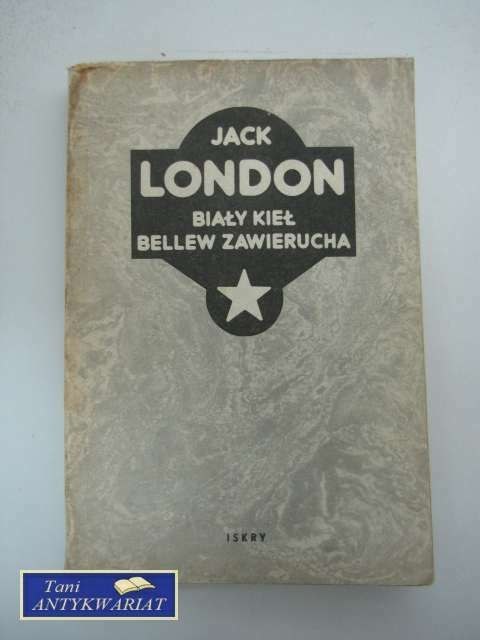 JACK
LONDON
BIAŁY KIEŁ
BELLEW ZAWIERUCHA
ISKRY
Tani
ANTYKWARIAT